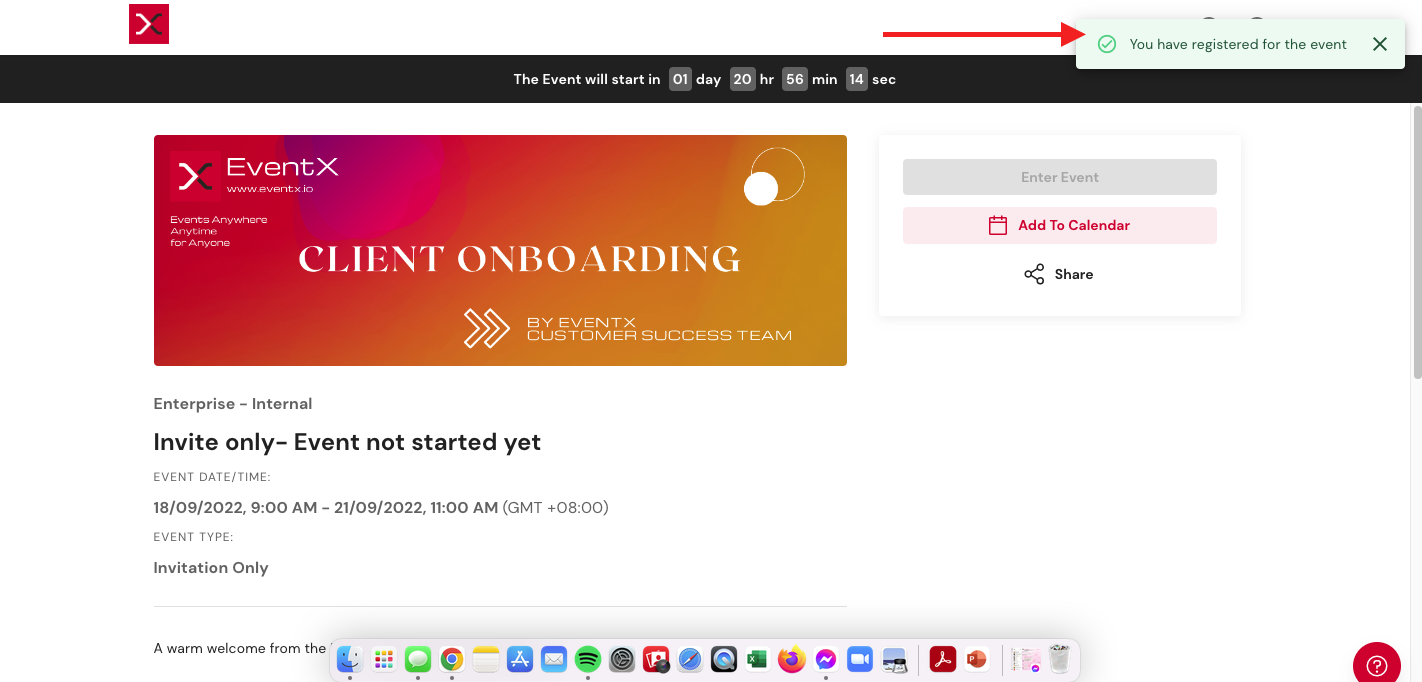 You have registered for the event
The Event will start in 01 day 20 hr 56 min 14 sec
EventX
www.eventx.io
Events Anywhere
Anytime
for Anyone
CLIENT ONBOARDING
BY EVENTX
CUSTOMER SUCCESS TEAM
Enter Event
Add To Calendar
Share
Enterprise - Internal
Invite only- Event not started yet
EVENT DATE/TIME:
18/09/2022, 9:00 AM - 21/09/2022, 11:00 AM (GMT +08:00)
EVENT TYPE:
Invitation Only
A warm welcome from the